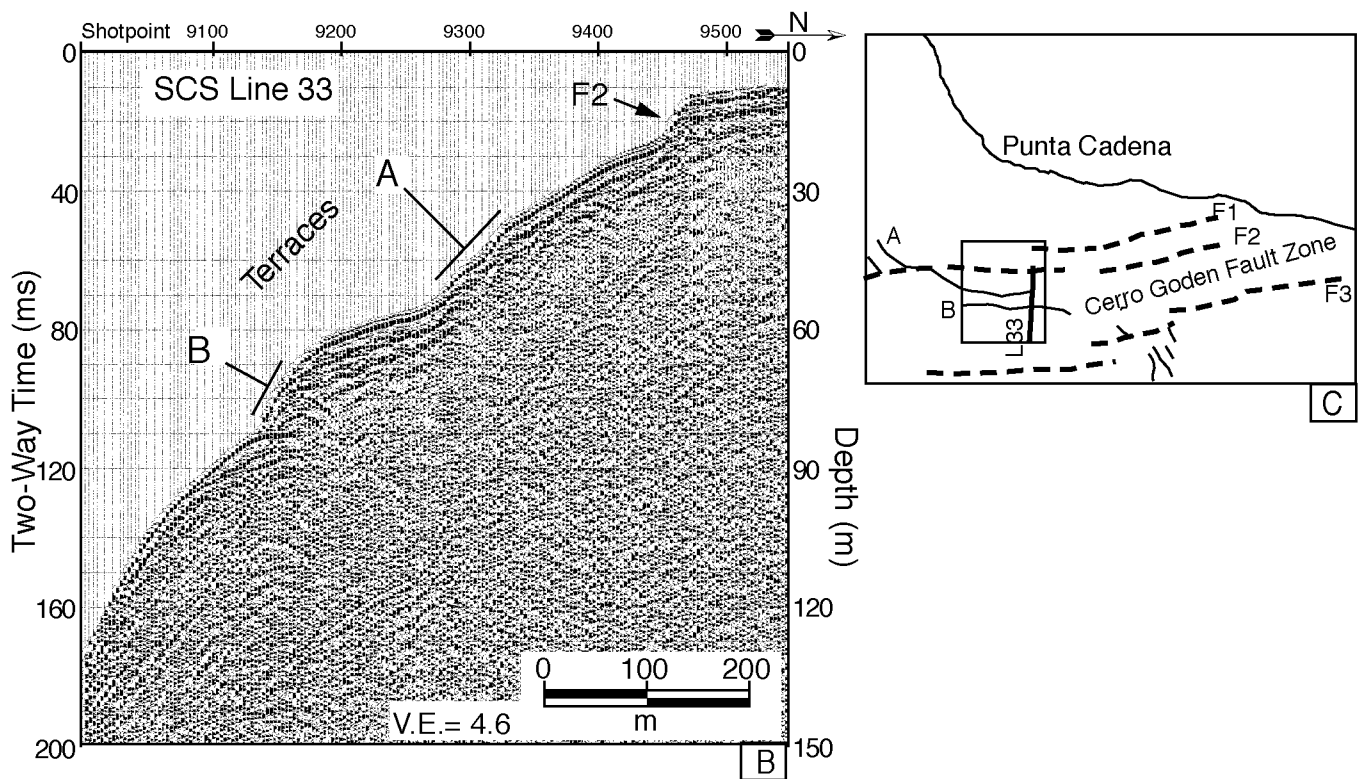 Shotpoint 9100 9200 9300 9400 9500 N
0 0
SCS Line 33
F2
A
40 30
Terraces
B
80 60
120 90
160 120
200 150
Two-Way Time (ms)
Depth (m)
0 100 200
m
V.E.= 4.6
B
Punta Cadena
F1
A
F2
Cerro Goden Fault Zone
B
F3
L33
C